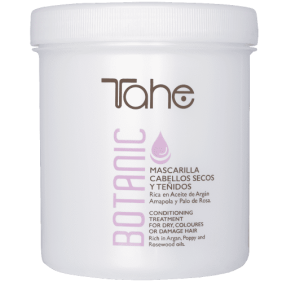 Tahe
BOTANIC
MASCARILLA
CABELLOS SECOS
Y TEÑIDOS
Rica en Aceite de Argán
Amapola y Palo de Rosa
CONDITIONING
TREATMENT
FOR DRY, COLOURES
OR DAMAGE HAIR
Rich in Argan, Poppy and
Rosewood oils.